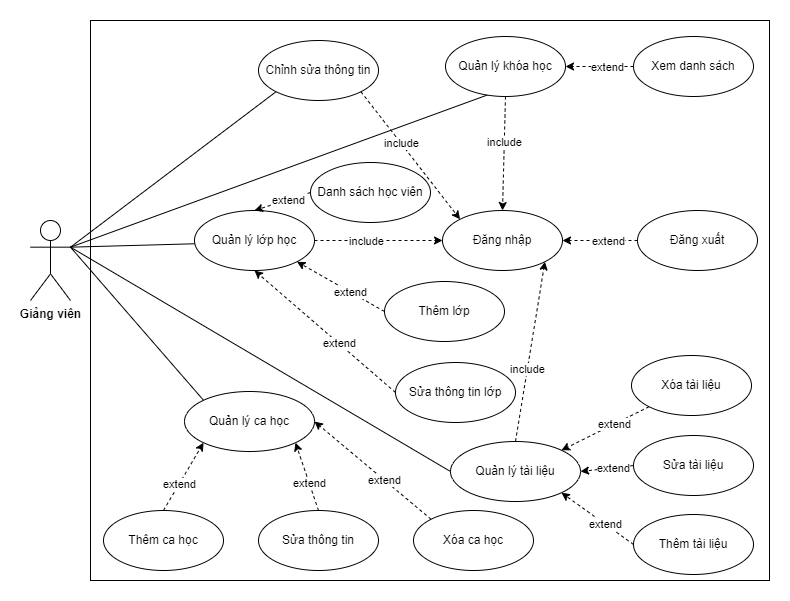 Chỉnh sửa thông tin
Quản lý khóa học
extend
Xem danh sách
include
include
Danh sách học viên
extend
Quản lý lớp học
include
Đăng nhập
extend
Đăng xuất
Giảng viên
extend
Thêm lớp
extend
include
Sửa thông tin lớp
Xóa tài liệu
Quản lý ca học
extend
Quản lý tài liệu
extend
Sửa tài liệu
extend
extend
extend
extend
Thêm ca học
Sửa thông tin
Xóa ca học
Thêm tài liệu